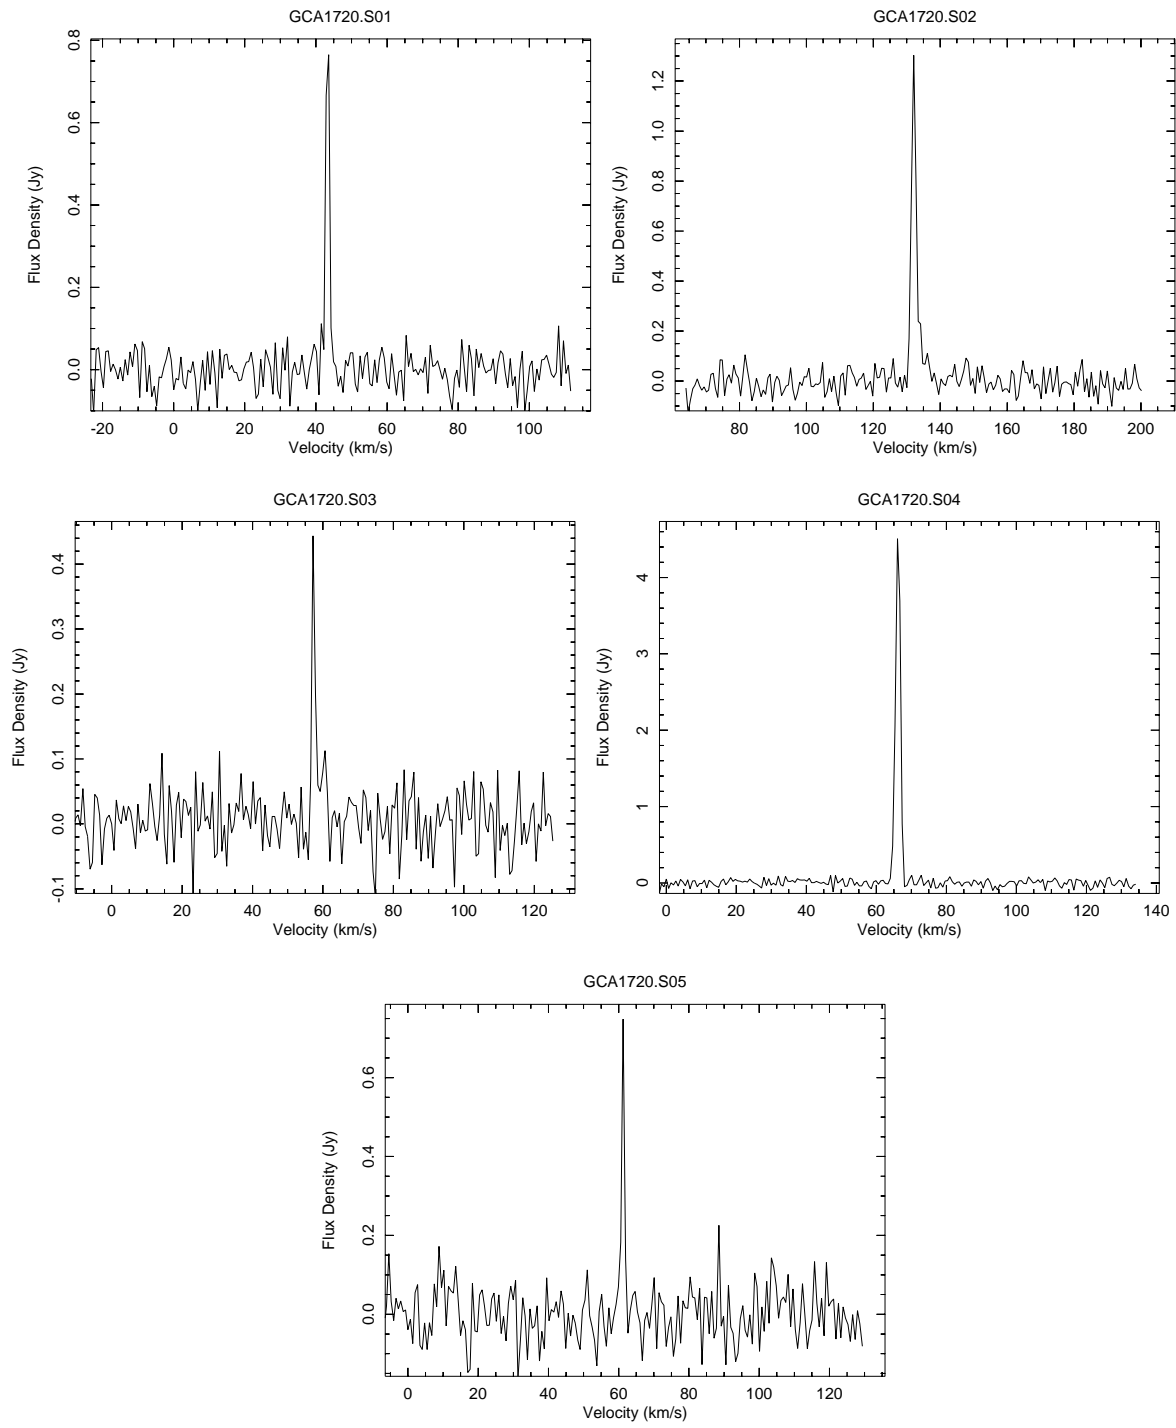 GCA1720.S01
Flux Density (Jy)
0.0 0.2 0.4 0.6 0.8
-20 0 20 40 60 80 100
Velocity (km/s)
GCA1720.S02
Flux Density (Jy)
0.0 0.2 0.4 0.6 0.8 1.0 1.2
80 100 120 140 160 180 200
Velocity (km/s)
GCA1720.S03
Flux Density (Jy)
-0.1 0.0 0.1 0.2 0.3 0.4
0 20 40 60 80 100 120
Velocity (km/s)
GCA1720.S04
Flux Density (Jy)
0 1 2 3 4
0 20 40 60 80 100 120 140
Velocity (km/s)
GCA1720.S05
Flux Density (Jy)
0.0 0.2 0.4 0.6
0 20 40 60 80 100 120
Velocity (km/s)